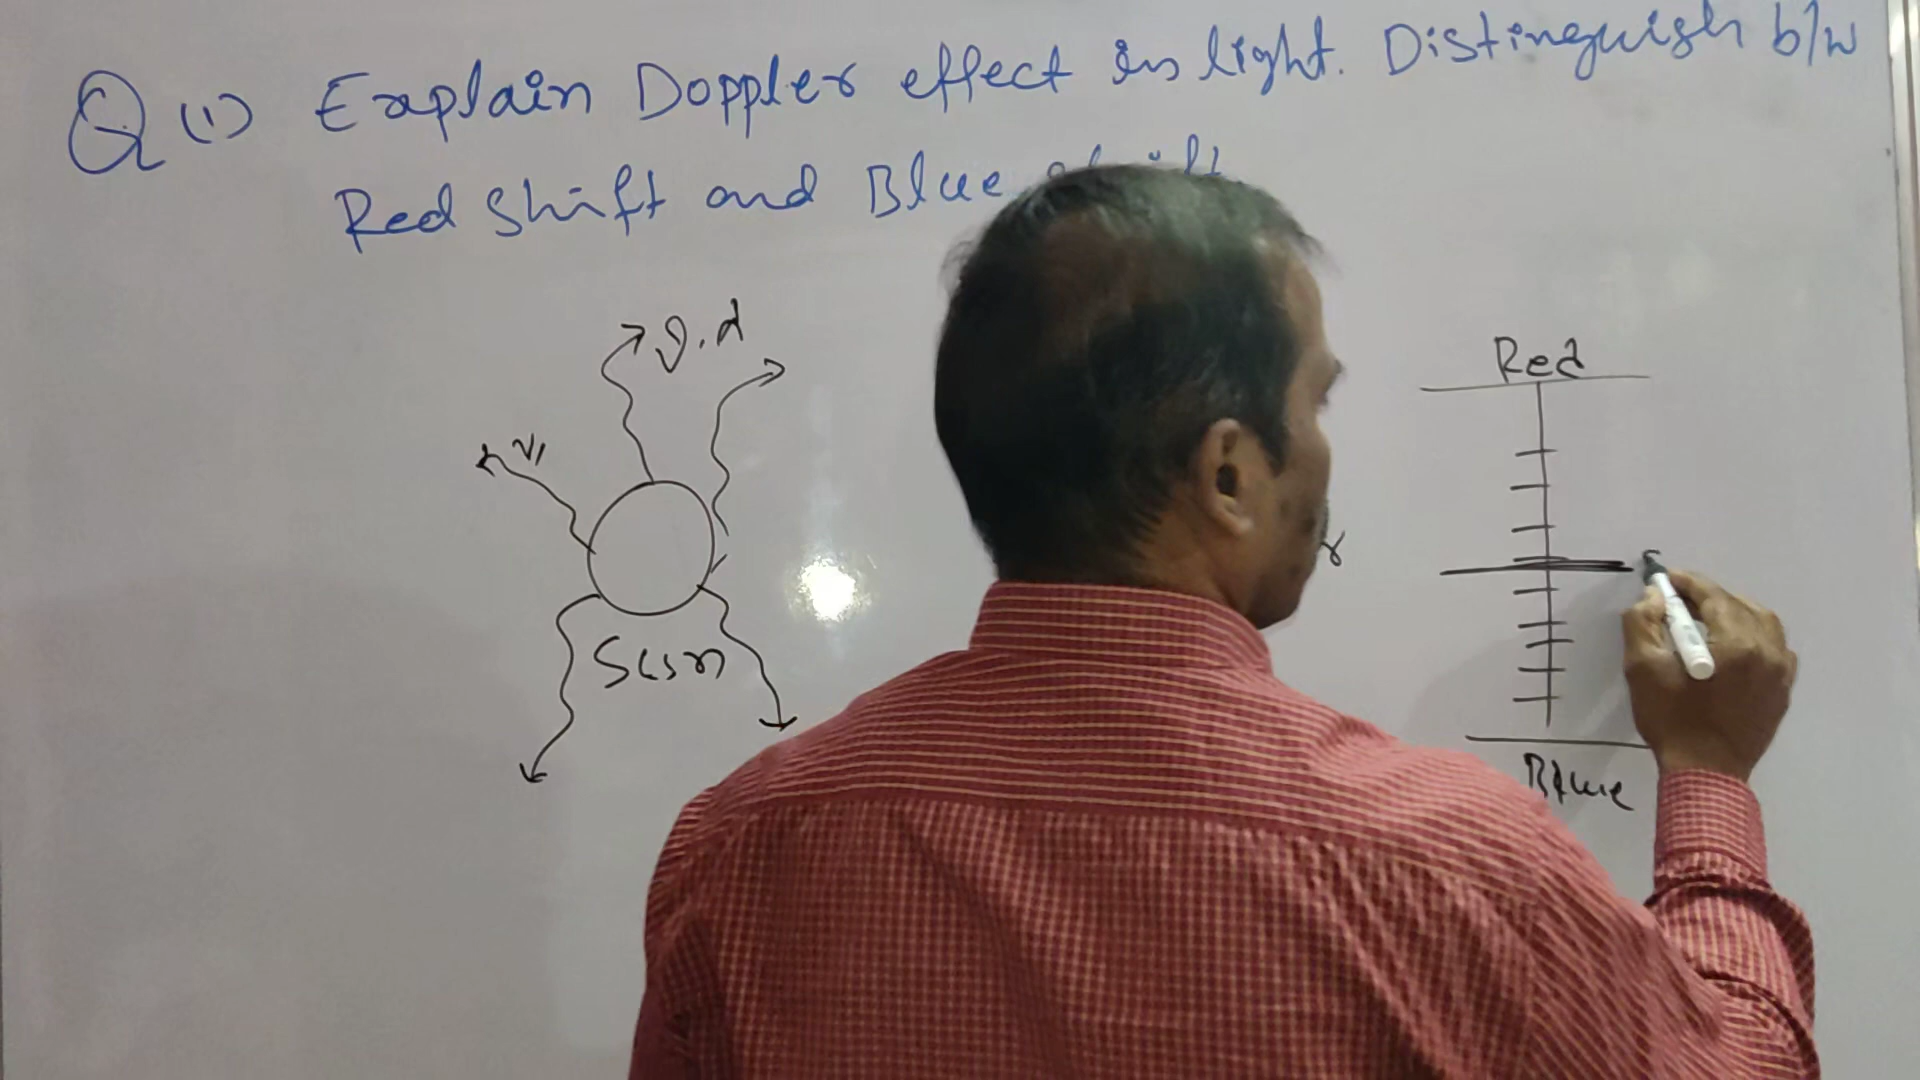 Q (1) Explain Doppler effect in light. Distinguish b/w
Red shift and Blue shift
ν, λ
Red
Sun
Blue